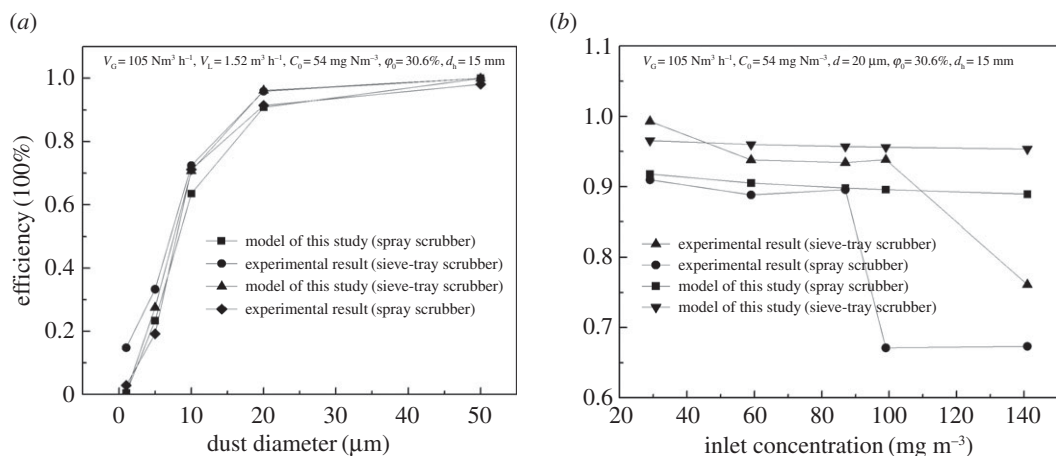 (a)
V_G = 105 Nm³ h⁻¹, V_L = 1.52 m³ h⁻¹, C₀ = 54 mg Nm⁻³, φ₀ = 30.6%, d_h = 15 mm
1.0
0.8
0.6
0.4
0.2
0
efficiency (100%)
model of this study (spray scrubber)
experimental result (sieve-tray scrubber)
model of this study (sieve-tray scrubber)
experimental result (spray scrubber)
0 10 20 30 40 50
dust diameter (μm)
(b)
V_G = 105 Nm³ h⁻¹, C₀ = 54 mg Nm⁻³, d = 20 μm, φ₀ = 30.6%, d_h = 15 mm
1.1
1.0
0.9
0.8
0.7
0.6
experimental result (sieve-tray scrubber)
experimental result (spray scrubber)
model of this study (spray scrubber)
model of this study (sieve-tray scrubber)
20 40 60 80 100 120 140
inlet concentration (mg m⁻³)